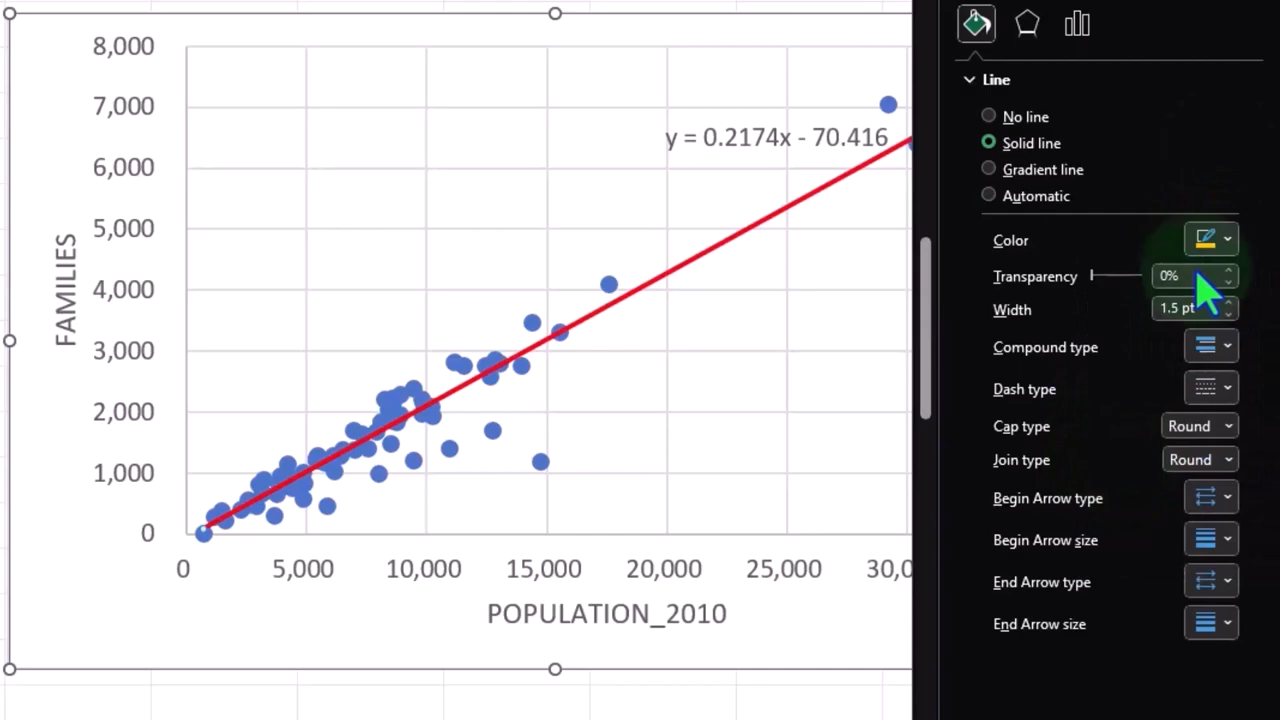 8,000
7,000
6,000
5,000
4,000
3,000
2,000
1,000
0
FAMILIES
y = 0.2174x - 70.416
0 5,000 10,000 15,000 20,000 25,000 30,0
POPULATION_2010
Line
No line
Solid line
Gradient line
Automatic
Color
Transparency 0%
Width 1.5 pt
Compound type
Dash type
Cap type Round
Join type Round
Begin Arrow type
Begin Arrow size
End Arrow type
End Arrow size